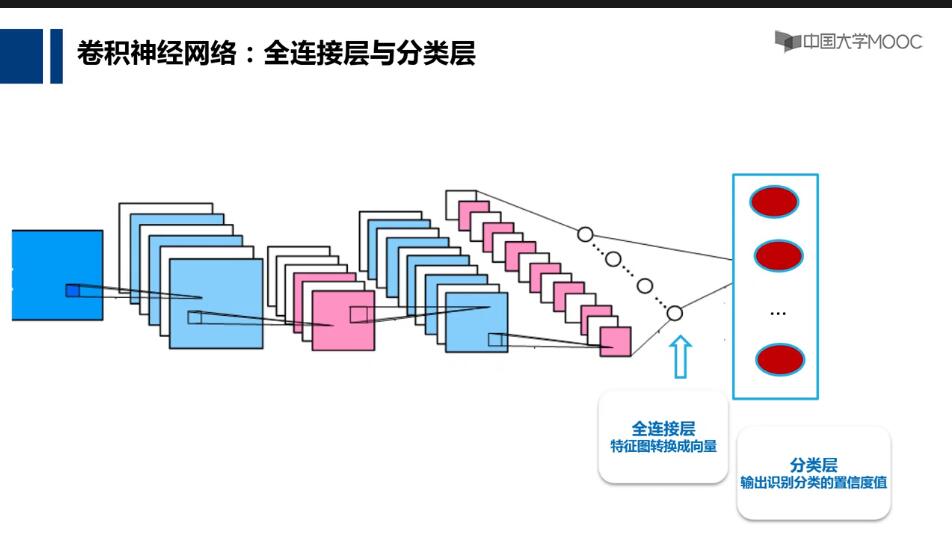 卷积神经网络：全连接层与分类层
中国大学MOOC
...
全连接层
特征图转换成向量
分类层
输出识别分类的置信度值